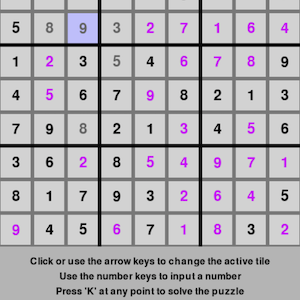 5 8 9 3 2 7 1 6 4
1 2 3 5 4 6 7 8 9
4 5 6 7 9 8 2 1 3
7 9 8 2 1 3 4 5 6
3 6 2 8 5 4 9 7 1
8 1 7 9 3 2 6 4 5
9 4 5 6 7 1 8 3 2
Click or use the arrow keys to change the active tile
Use the number keys to input a number
Press 'K' at any point to solve the puzzle